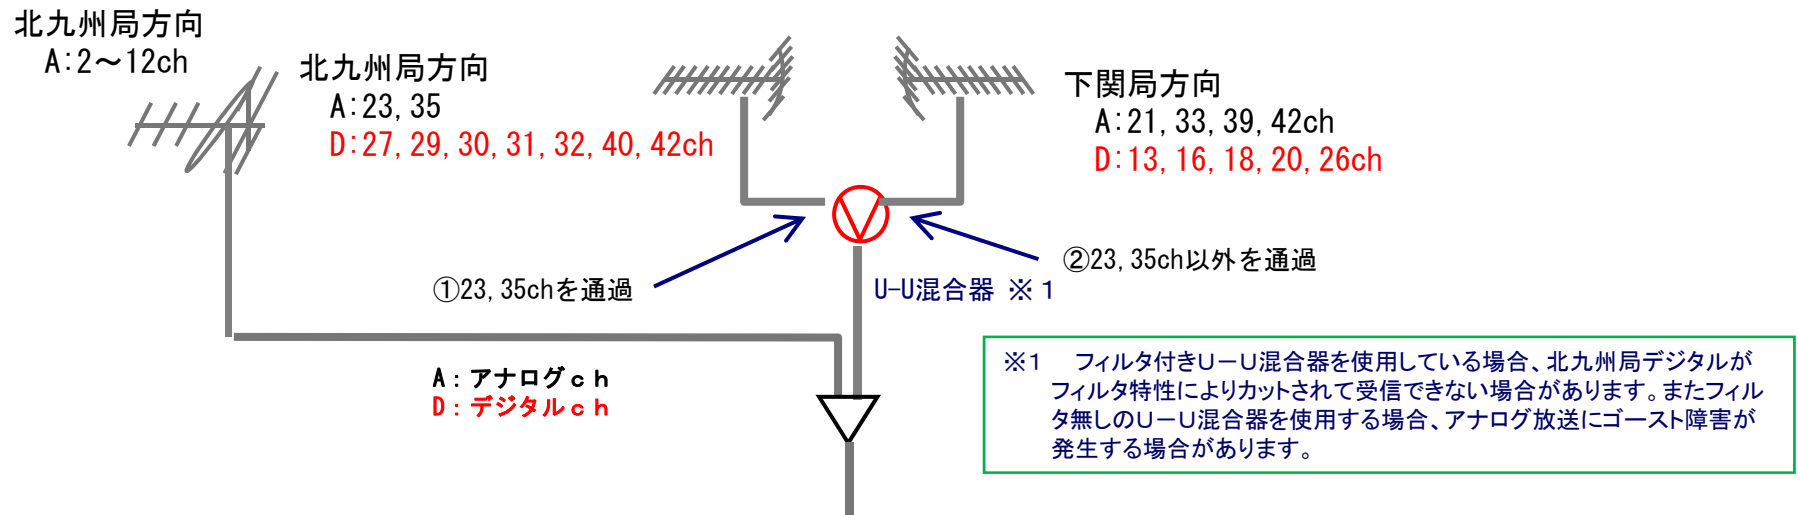 北九州局方向
A:2～12ch
北九州局方向
A:23,35
D:27,29,30,31,32,40,42ch
下関局方向
A:21,33,39,42ch
D:13,16,18,20,26ch
①23,35chを通過
②23,35ch以外を通過
U-U混合器 ※1
A:アナログch
D:デジタルch
※1 フィルタ付きU－U混合器を使用している場合、北九州局デジタルが
フィルタ特性によりカットされて受信できない場合があります。またフィル
タ無しのU－U混合器を使用する場合、アナログ放送にゴースト障害が
発生する場合があります。